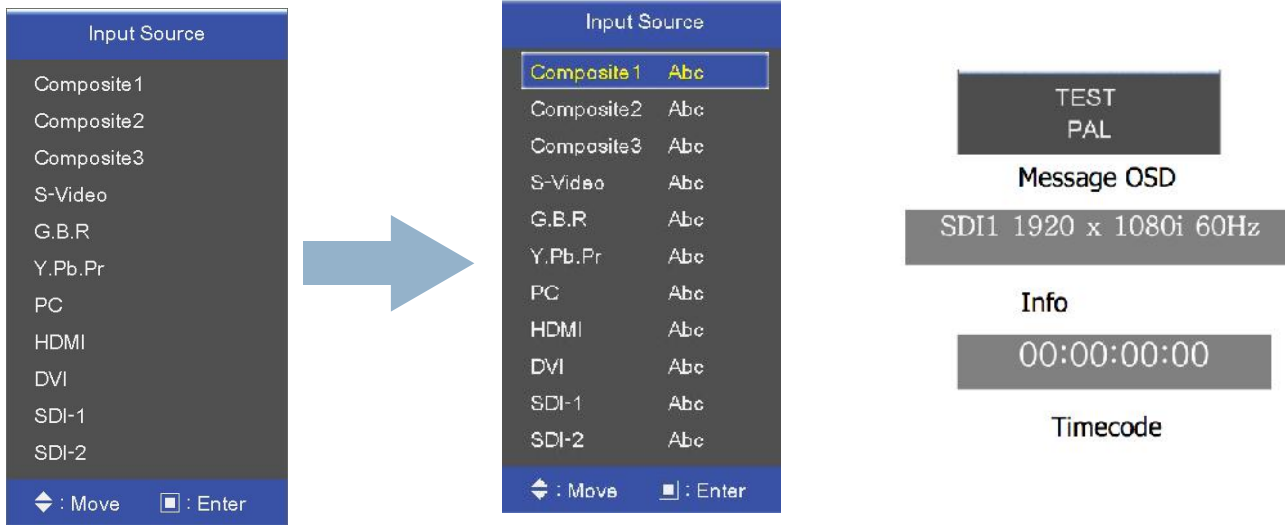 Input Source
Composite1
Composite2
Composite3
S-Video
G.B.R
Y.Pb.Pr
PC
HDMI
DVI
SDI-1
SDI-2
: Move : Enter
Input Source
Composite1 Abc
Composite2 Abc
Composite3 Abc
S-Video Abc
G.B.R Abc
Y.Pb.Pr Abc
PC Abc
HDMI Abc
DVI Abc
SDI-1 Abc
SDI-2 Abc
: Move : Enter
TEST
PAL
Message OSD
SDI1 1920 x 1080i 60Hz
Info
00:00:00:00
Timecode